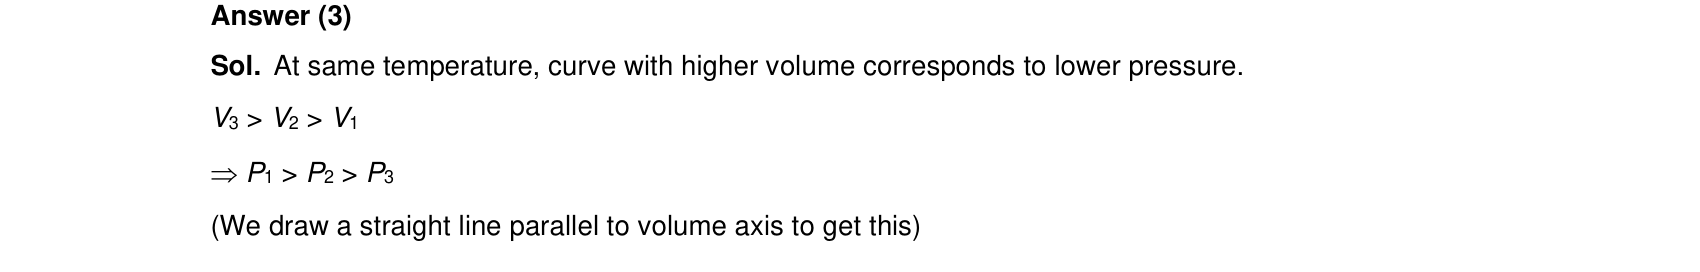 Answer (3)
Sol. At same temperature, curve with higher volume corresponds to lower pressure.
V₃ > V₂ > V₁
⇒ P₁ > P₂ > P₃
(We draw a straight line parallel to volume axis to get this)